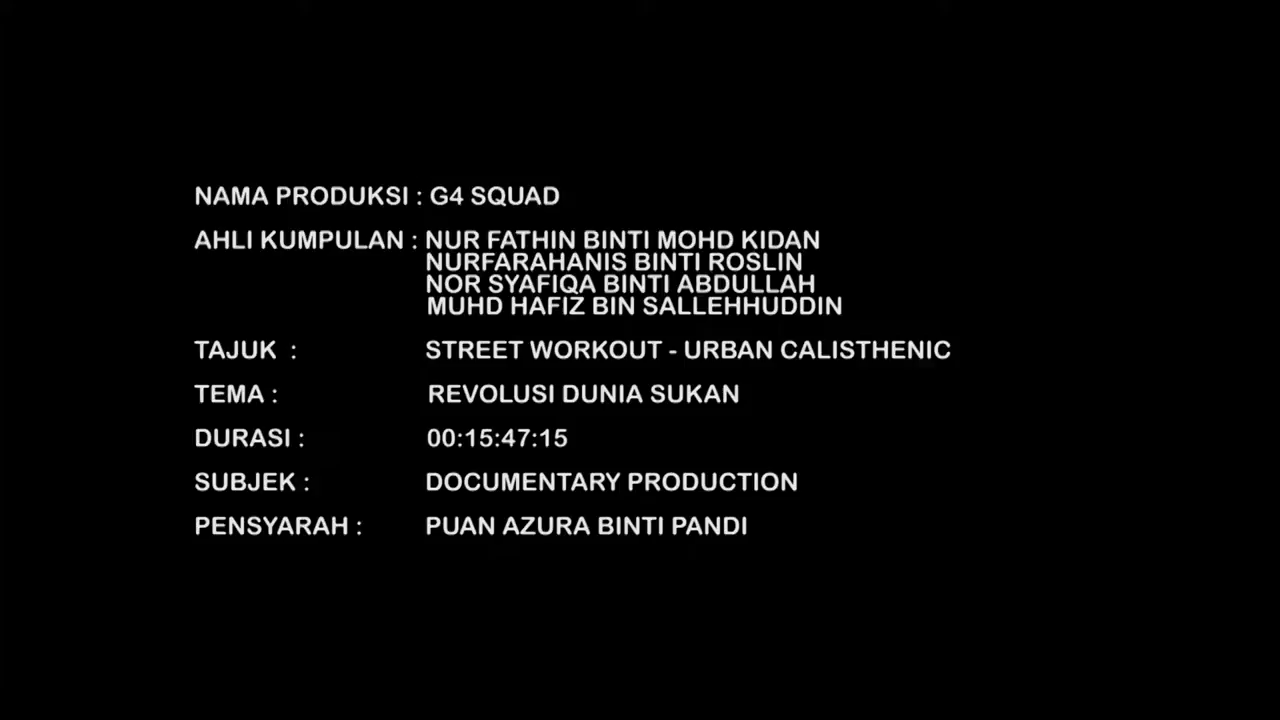 NAMA PRODUKSI : G4 SQUAD
AHLI KUMPULAN : NUR FATHIN BINTI MOHD KIDAN
NURFARAHANIS BINTI ROSLIN
NOR SYAFIQA BINTI ABDULLAH
MUHD HAFIZ BIN SALLEHHUDDIN
TAJUK : STREET WORKOUT - URBAN CALISTHENIC
TEMA : REVOLUSI DUNIA SUKAN
DURASI : 00:15:47:15
SUBJEK : DOCUMENTARY PRODUCTION
PENSYARAH : PUAN AZURA BINTI PANDI